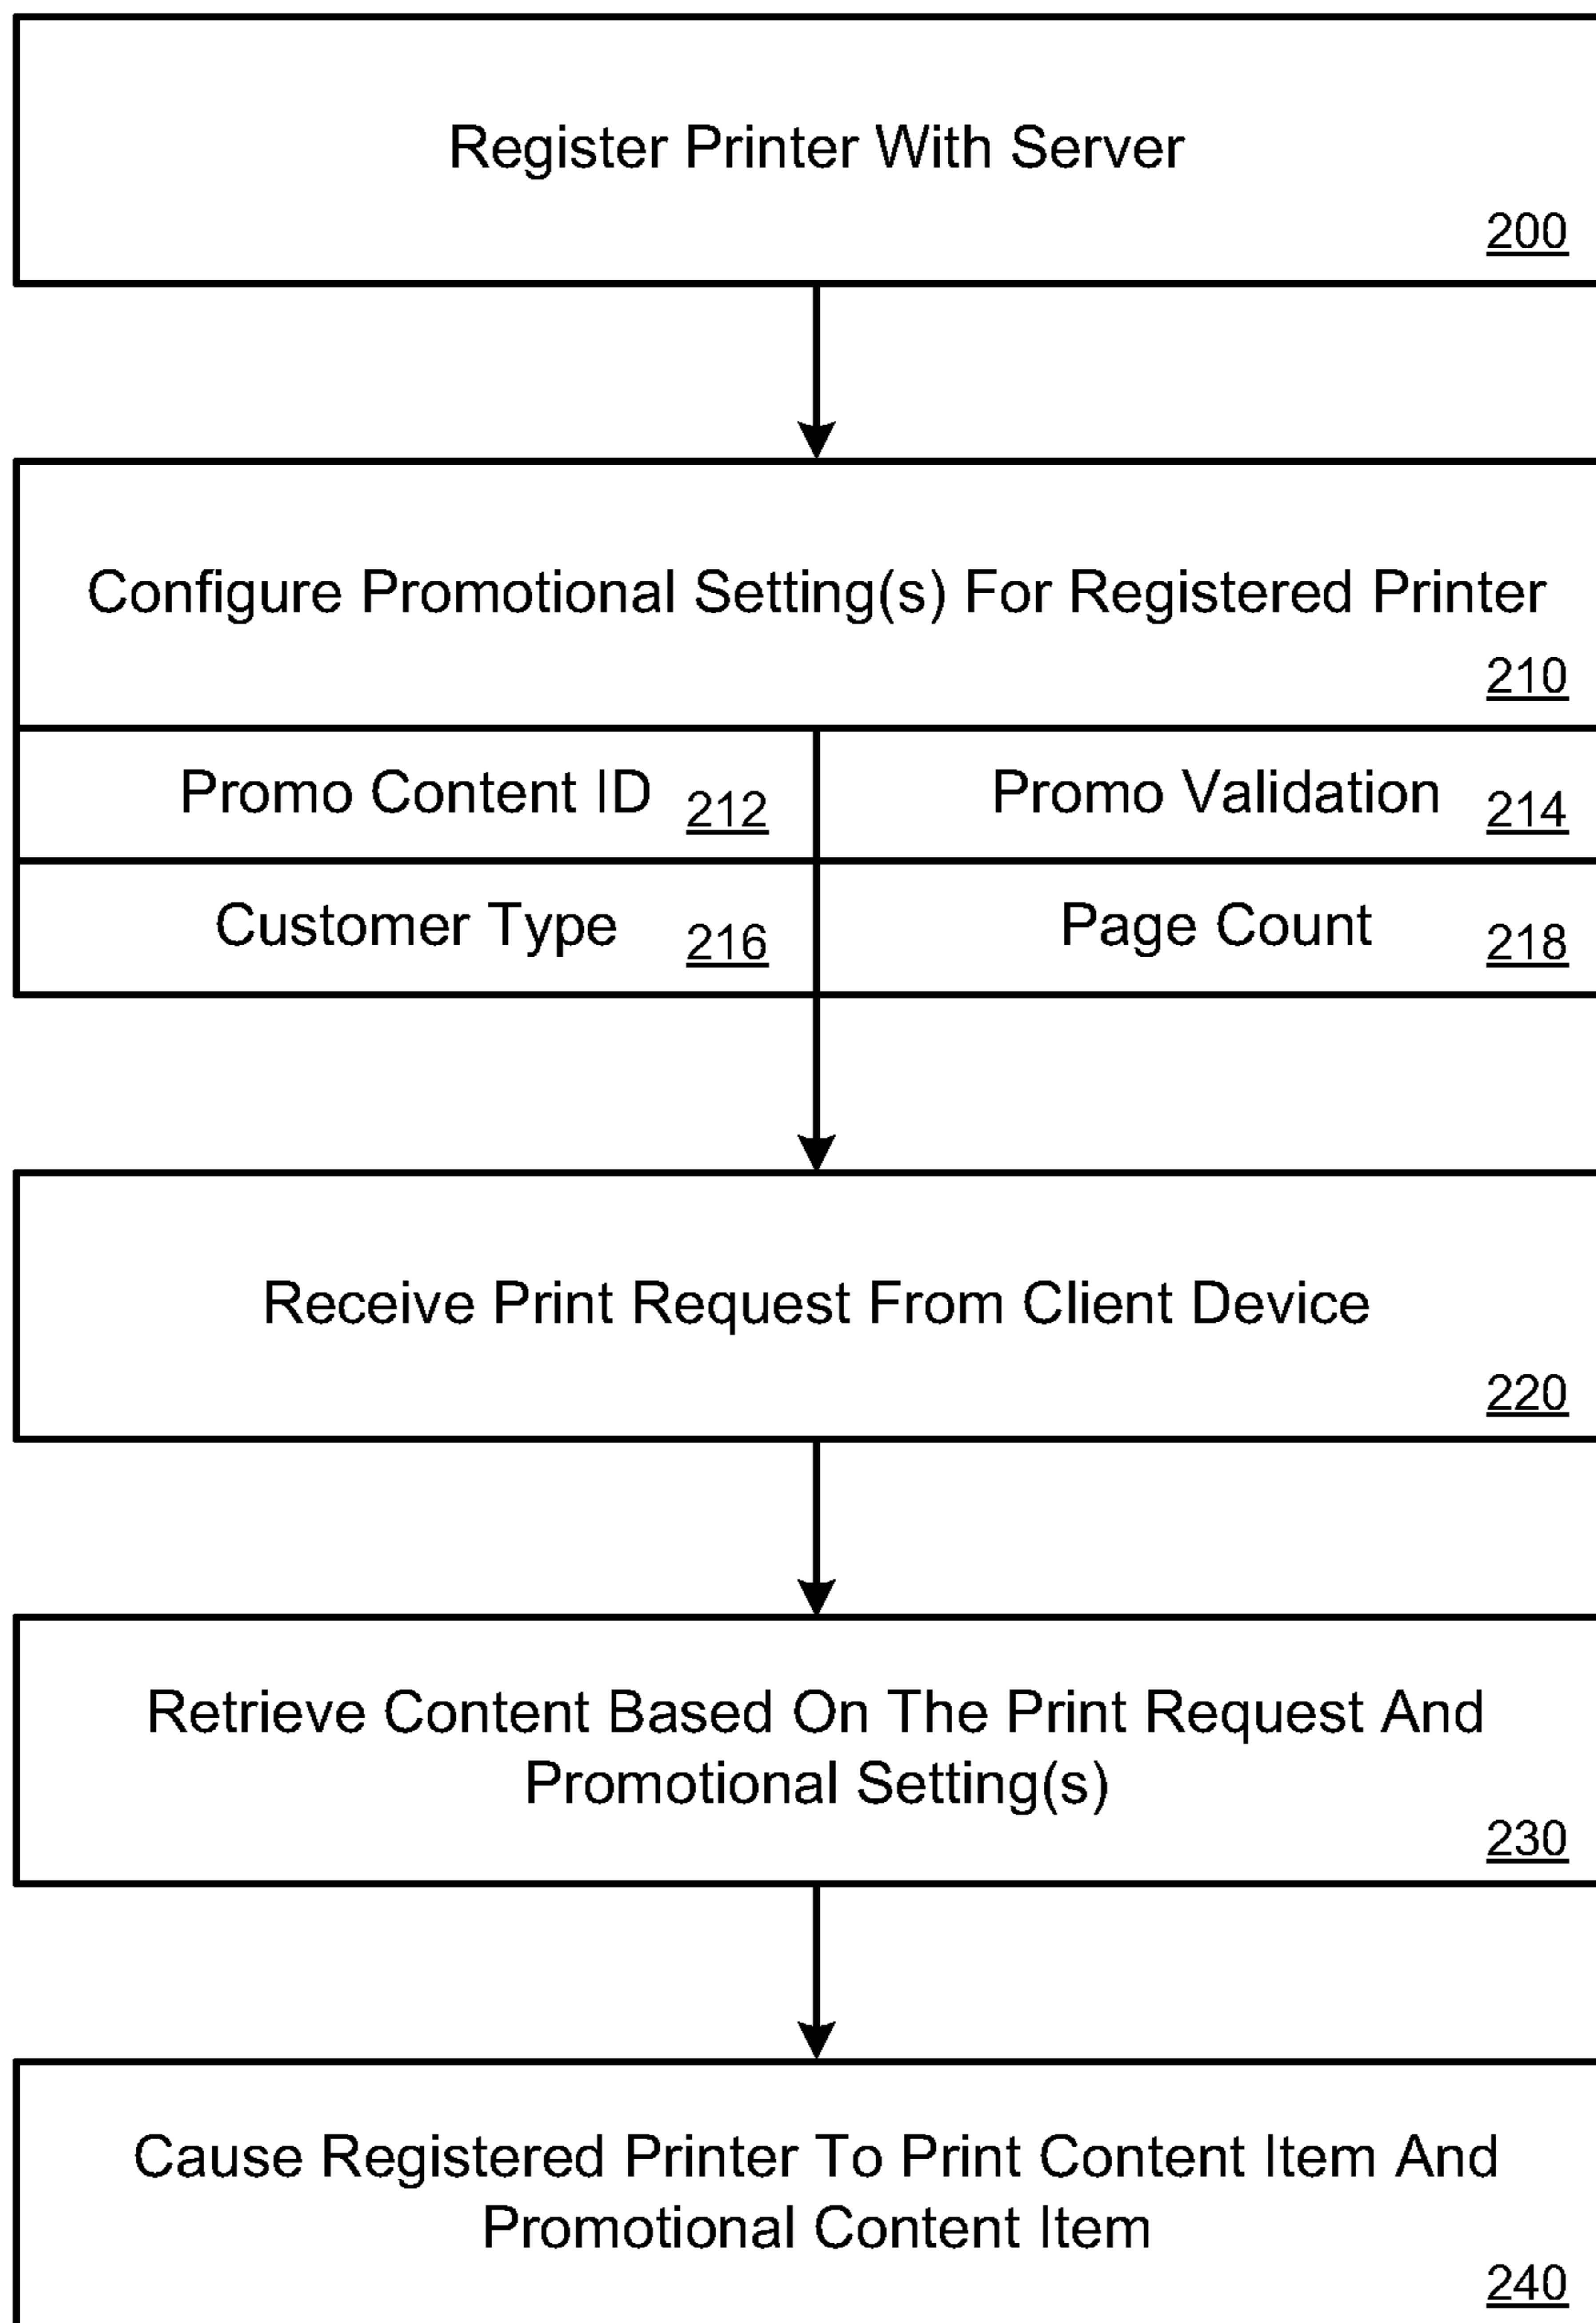 Register Printer With Server
200
Configure Promotional Setting(s) For Registered Printer
210
Promo Content ID 212
Promo Validation 214
Customer Type 216
Page Count 218
Receive Print Request From Client Device
220
Retrieve Content Based On The Print Request And
Promotional Setting(s)
230
Cause Registered Printer To Print Content Item And
Promotional Content Item
240